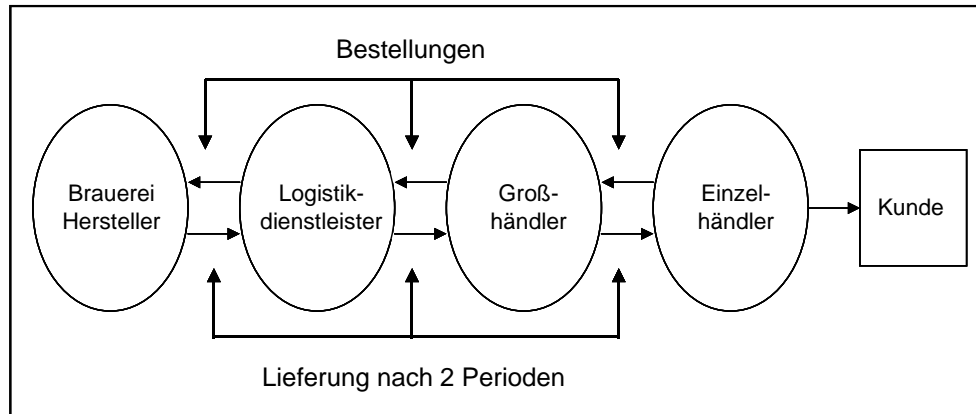 Bestellungen
Brauerei
Hersteller
Logistik-
dienstleister
Groß-
händler
Einzel-
händler
Kunde
Lieferung nach 2 Perioden